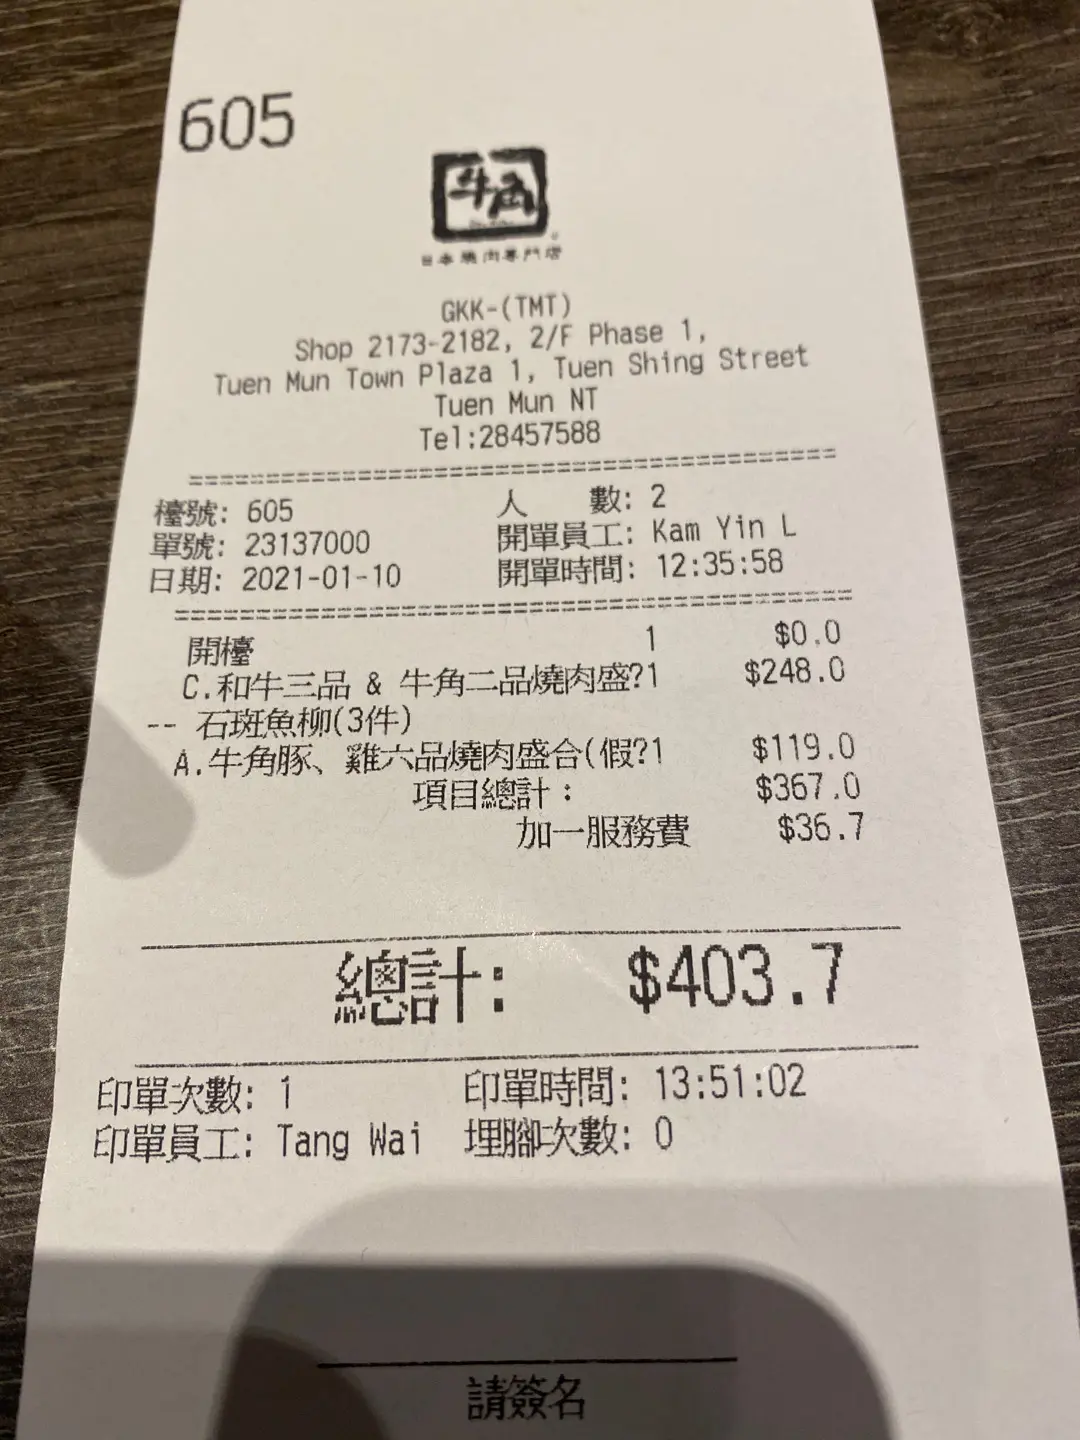 605
牛角
日本燒肉專門店
GKK-(TMT)
Shop 2173-2182, 2/F Phase 1,
Tuen Mun Town Plaza 1, Tuen Shing Street
Tuen Mun NT
Tel:28457588
檯號: 605 人 數: 2
單號: 23137000 開單員工: Kam Yin L
日期: 2021-01-10 開單時間: 12:35:58
開檯 1 $0.0
C.和牛三品 & 牛角二品燒肉盛?1 $248.0
-- 石斑魚柳(3件)
A.牛角豚、雞六品燒肉盛合(假?1 $119.0
項目總計: $367.0
加一服務費 $36.7
總計: $403.7
印單次數: 1 印單時間: 13:51:02
印單員工: Tang Wai 埋腳次數: 0
請簽名